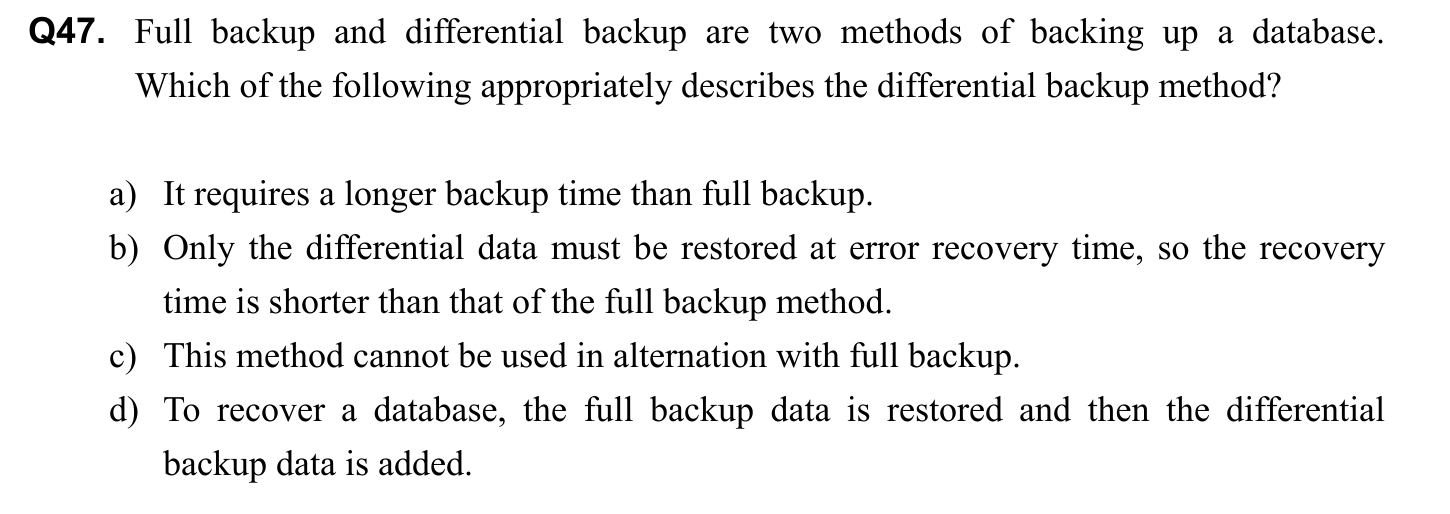 Q47. Full backup and differential backup are two methods of backing up a database.
Which of the following appropriately describes the differential backup method?
a) It requires a longer backup time than full backup.
b) Only the differential data must be restored at error recovery time, so the recovery
time is shorter than that of the full backup method.
c) This method cannot be used in alternation with full backup.
d) To recover a database, the full backup data is restored and then the differential
backup data is added.